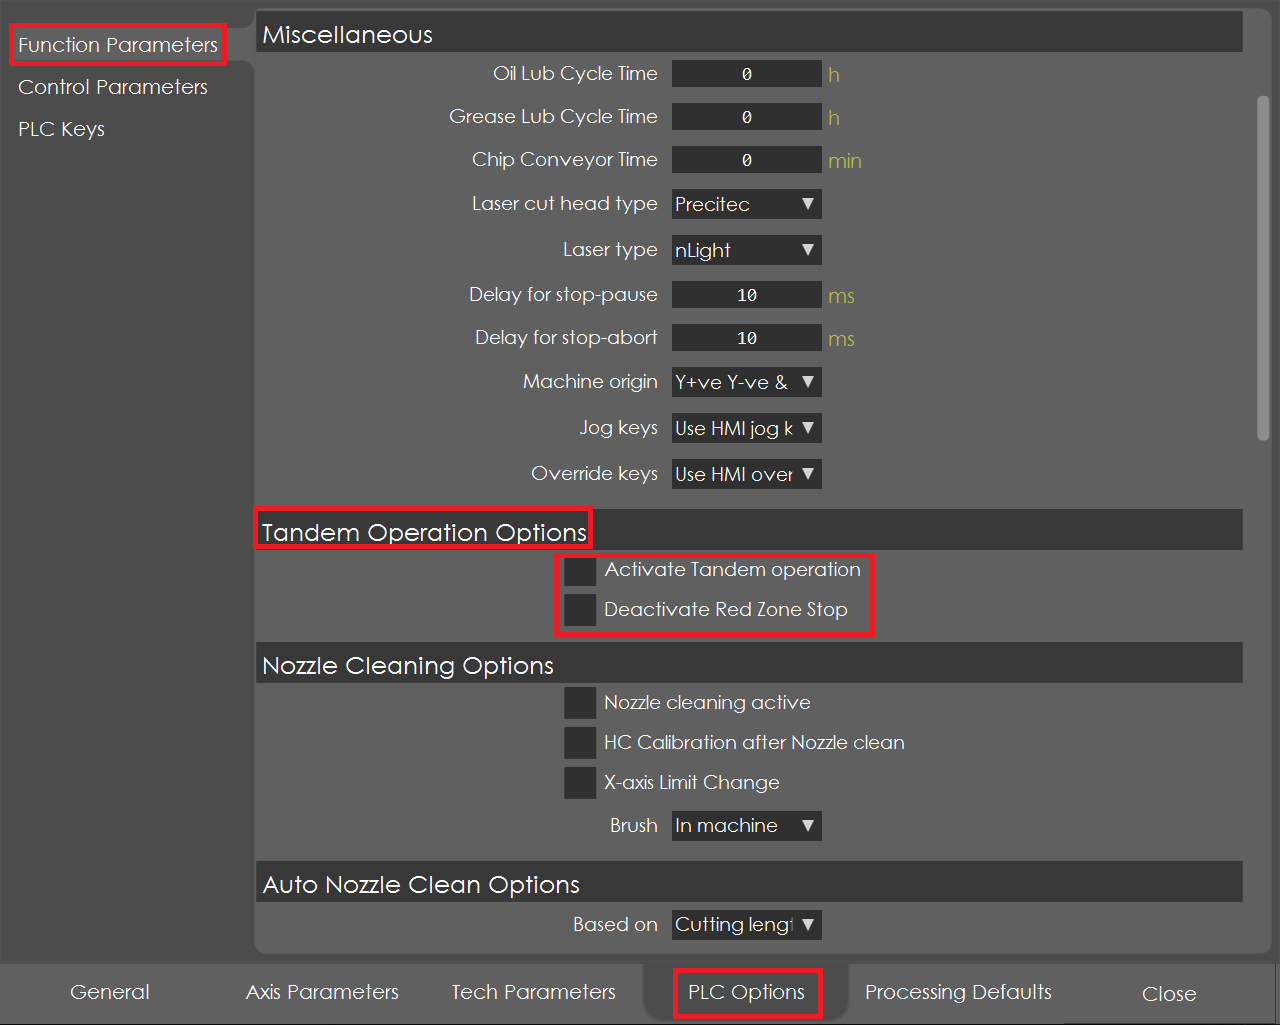 Function Parameters
Control Parameters
PLC Keys
Miscellaneous
Oil Lub Cycle Time 0 h
Grease Lub Cycle Time 0 h
Chip Conveyor Time 0 min
Laser cut head type Precitec ▼
Laser type nLight ▼
Delay for stop-pause 10 ms
Delay for stop-abort 10 ms
Machine origin Y+ve Y-ve & ▼
Jog keys Use HMI jog k ▼
Override keys Use HMI over ▼
Tandem Operation Options
Activate Tandem operation
Deactivate Red Zone Stop
Nozzle Cleaning Options
Nozzle cleaning active
HC Calibration after Nozzle clean
X-axis Limit Change
Brush In machine ▼
Auto Nozzle Clean Options
Based on Cutting lengt ▼
General Axis Parameters Tech Parameters PLC Options Processing Defaults Close